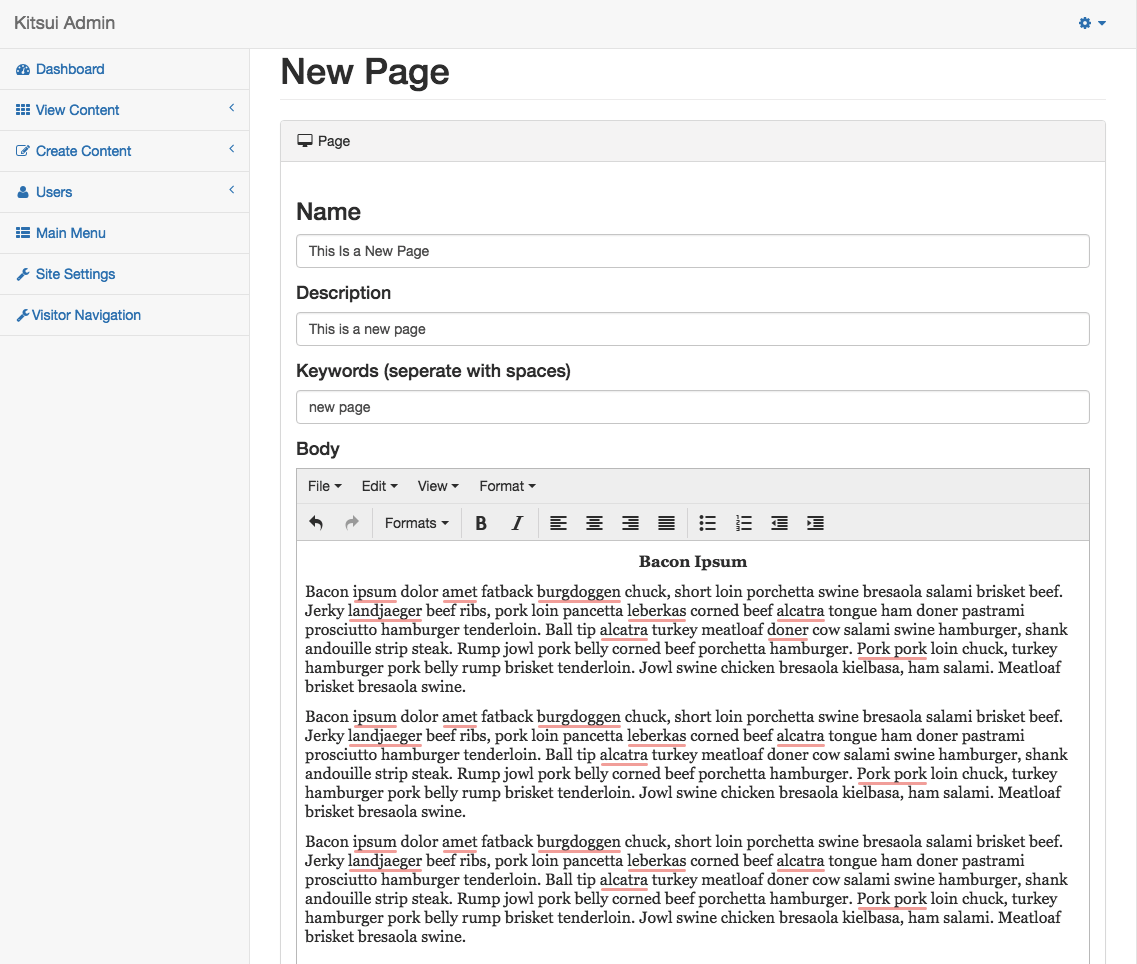 Kitsui Admin
Dashboard
View Content
Create Content
Users
Main Menu
Site Settings
Visitor Navigation
New Page
Page
Name
This Is a New Page
Description
This is a new page
Keywords (seperate with spaces)
new page
Body
File Edit View Format
Formats B I
Bacon Ipsum
Bacon ipsum dolor amet fatback burgdoggen chuck, short loin porchetta swine bresaola salami brisket beef.
Jerky landjaeger beef ribs, pork loin pancetta leberkas corned beef alcatra tongue ham doner pastrami
prosciutto hamburger tenderloin. Ball tip alcatra turkey meatloaf doner cow salami swine hamburger, shank
andouille strip steak. Rump jowl pork belly corned beef porchetta hamburger. Pork pork loin chuck, turkey
hamburger pork belly rump brisket tenderloin. Jowl swine chicken bresaola kielbasa, ham salami. Meatloaf
brisket bresaola swine.
Bacon ipsum dolor amet fatback burgdoggen chuck, short loin porchetta swine bresaola salami brisket beef.
Jerky landjaeger beef ribs, pork loin pancetta leberkas corned beef alcatra tongue ham doner pastrami
prosciutto hamburger tenderloin. Ball tip alcatra turkey meatloaf doner cow salami swine hamburger, shank
andouille strip steak. Rump jowl pork belly corned beef porchetta hamburger. Pork pork loin chuck, turkey
hamburger pork belly rump brisket tenderloin. Jowl swine chicken bresaola kielbasa, ham salami. Meatloaf
brisket bresaola swine.
Bacon ipsum dolor amet fatback burgdoggen chuck, short loin porchetta swine bresaola salami brisket beef.
Jerky landjaeger beef ribs, pork loin pancetta leberkas corned beef alcatra tongue ham doner pastrami
prosciutto hamburger tenderloin. Ball tip alcatra turkey meatloaf doner cow salami swine hamburger, shank
andouille strip steak. Rump jowl pork belly corned beef porchetta hamburger. Pork pork loin chuck, turkey
hamburger pork belly rump brisket tenderloin. Jowl swine chicken bresaola kielbasa, ham salami. Meatloaf
brisket bresaola swine.